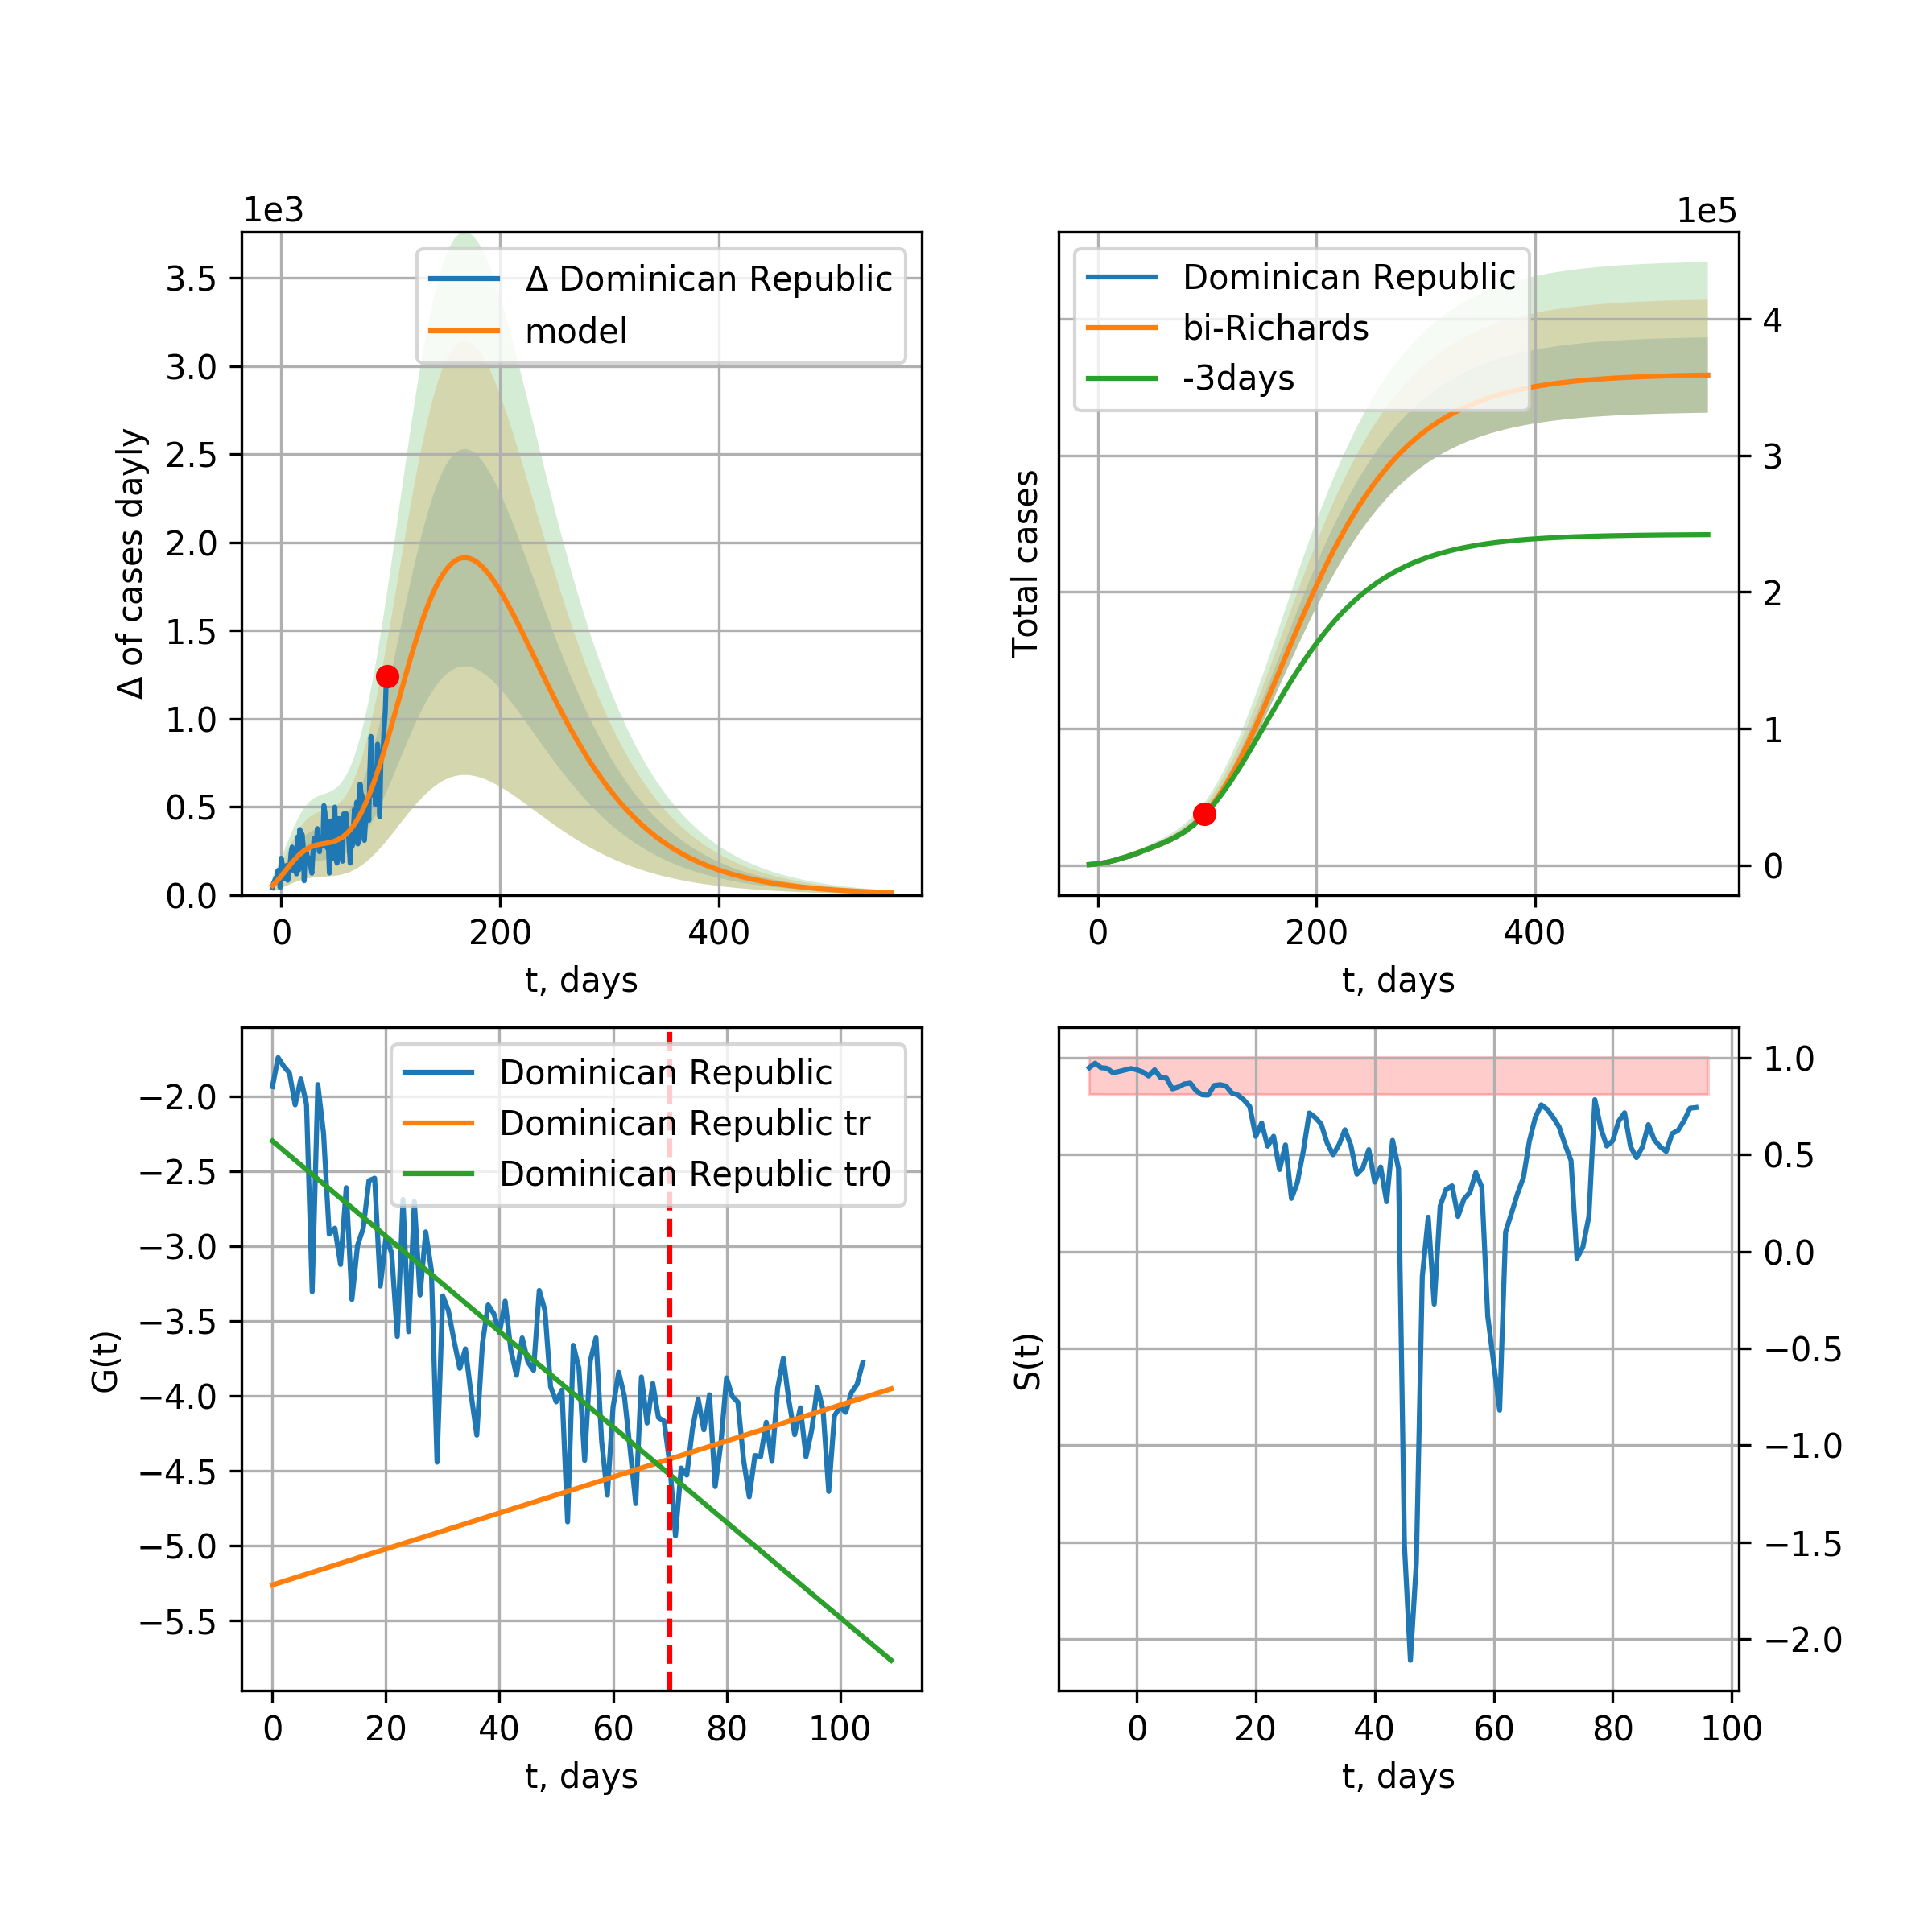 1e3
Δ Dominican Republic
model
3.5
3.0
2.5
2.0
1.5
1.0
0.5
0.0
Δ of cases dayly
0 200 400
t, days
1e5
Dominican Republic
bi-Richards
-3days
4
3
2
1
0
Total cases
0 200 400
t, days
Dominican Republic
Dominican Republic tr
Dominican Republic tr0
−2.0
−2.5
−3.0
−3.5
−4.0
−4.5
−5.0
−5.5
G(t)
0 20 40 60 80 100
t, days
1.0
0.5
0.0
−0.5
−1.0
−1.5
−2.0
S(t)
0 20 40 60 80 100
t, days